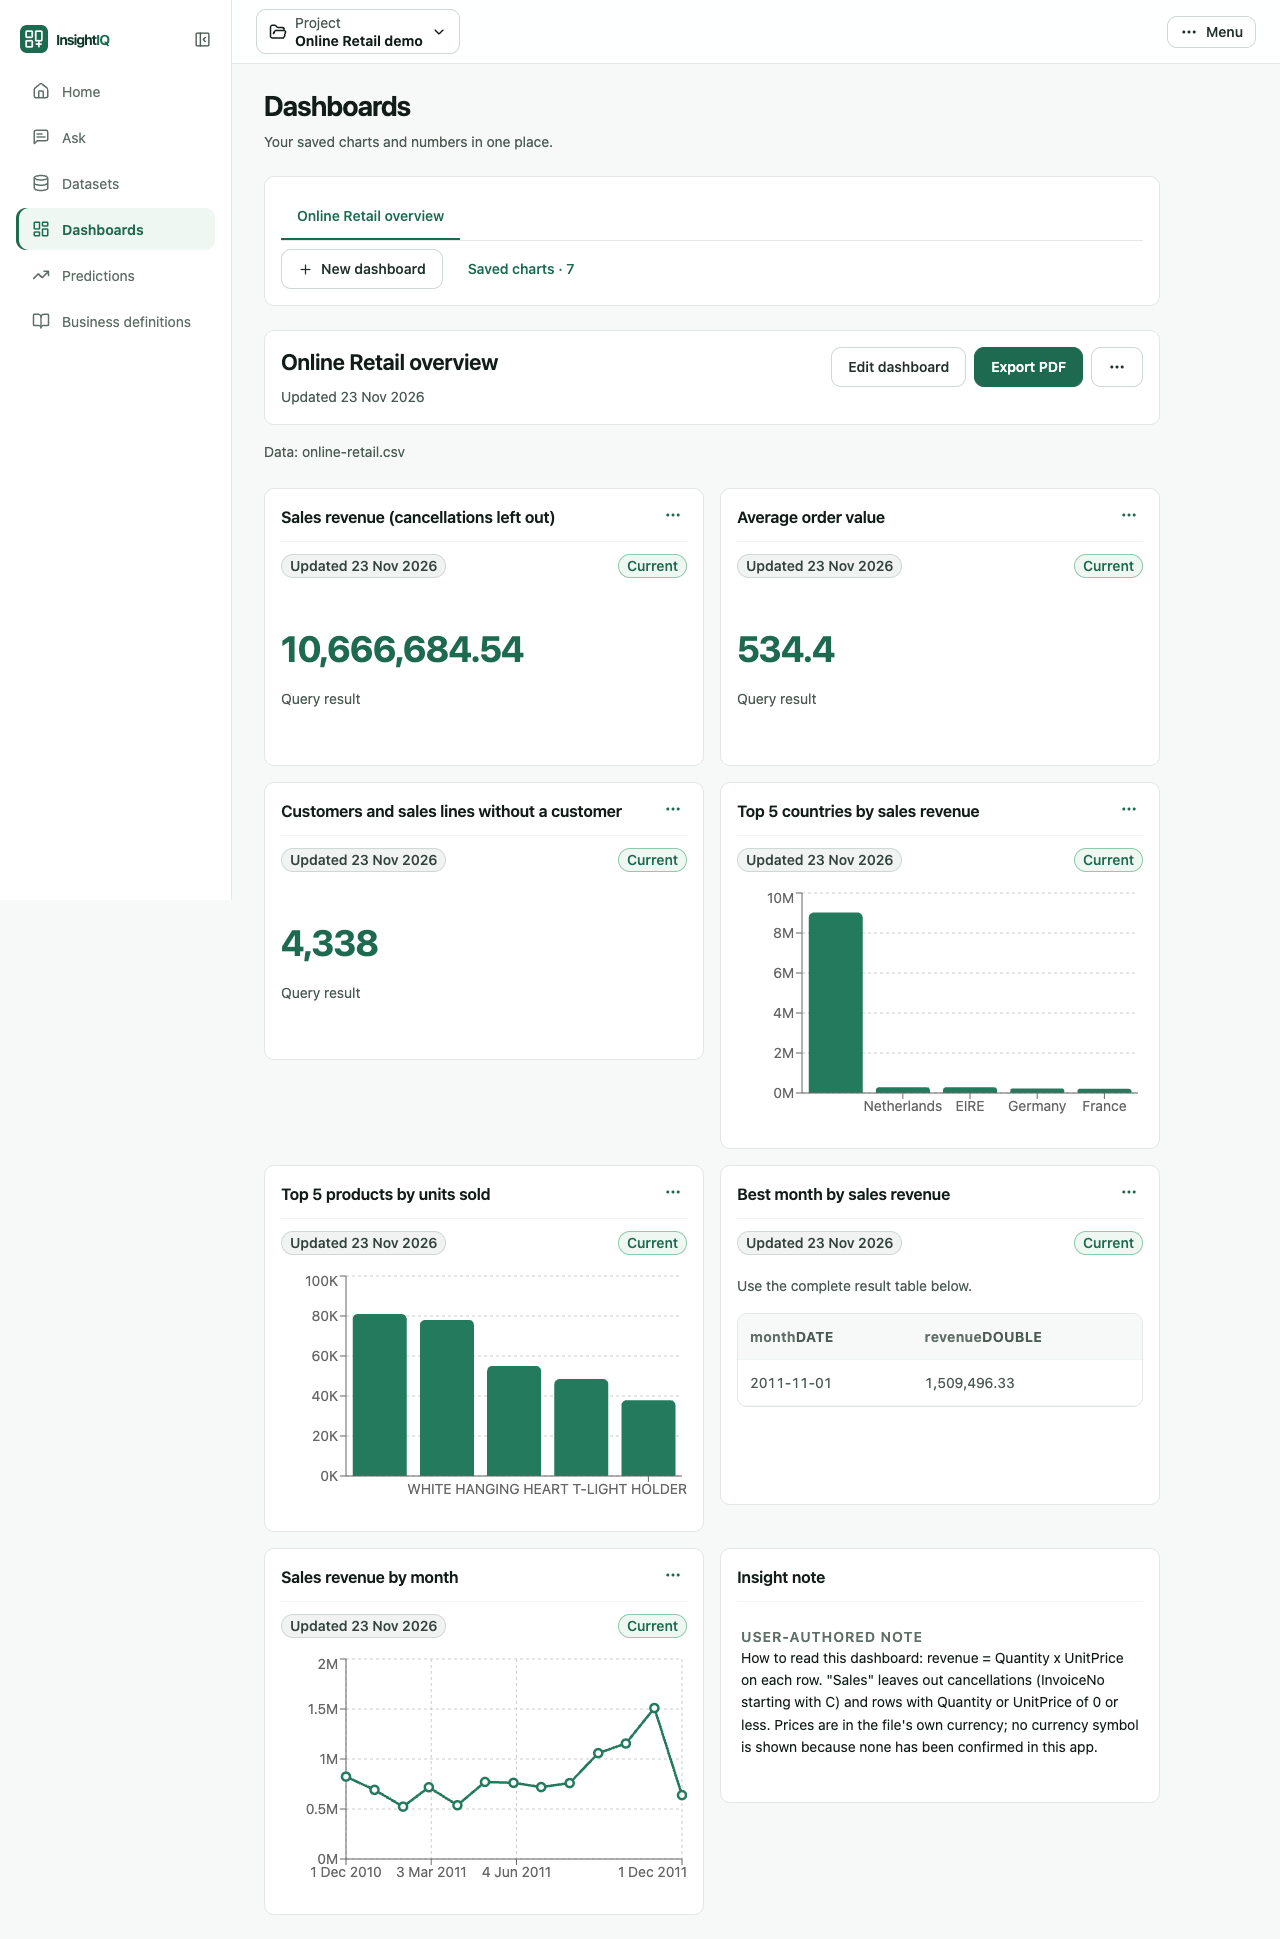 InsightIQ
Home
Ask
Datasets
Dashboards
Predictions
Business definitions
Project
Online Retail demo
Menu
Dashboards
Your saved charts and numbers in one place.
Online Retail overview
New dashboard
Saved charts · 7
Online Retail overview
Updated 23 Nov 2026
Edit dashboard
Export PDF
Data: online-retail.csv
Sales revenue (cancellations left out)
Updated 23 Nov 2026
Current
10,666,684.54
Query result
Average order value
Updated 23 Nov 2026
Current
534.4
Query result
Customers and sales lines without a customer
Updated 23 Nov 2026
Current
4,338
Query result
Top 5 countries by sales revenue
Updated 23 Nov 2026
Current
10M
8M
6M
4M
2M
0M
Netherlands EIRE Germany France
Top 5 products by units sold
Updated 23 Nov 2026
Current
100K
80K
60K
40K
20K
0K
WHITE HANGING HEART T-LIGHT HOLDER
Best month by sales revenue
Updated 23 Nov 2026
Current
Use the complete result table below.
monthDATE revenueDOUBLE
2011-11-01 1,509,496.33
Sales revenue by month
Updated 23 Nov 2026
Current
2M
1.5M
1M
0.5M
0M
1 Dec 2010 3 Mar 2011 4 Jun 2011 1 Dec 2011
Insight note
USER-AUTHORED NOTE
How to read this dashboard: revenue = Quantity x UnitPrice
on each row. "Sales" leaves out cancellations (InvoiceNo
starting with C) and rows with Quantity or UnitPrice of 0 or
less. Prices are in the file's own currency; no currency symbol
is shown because none has been confirmed in this app.